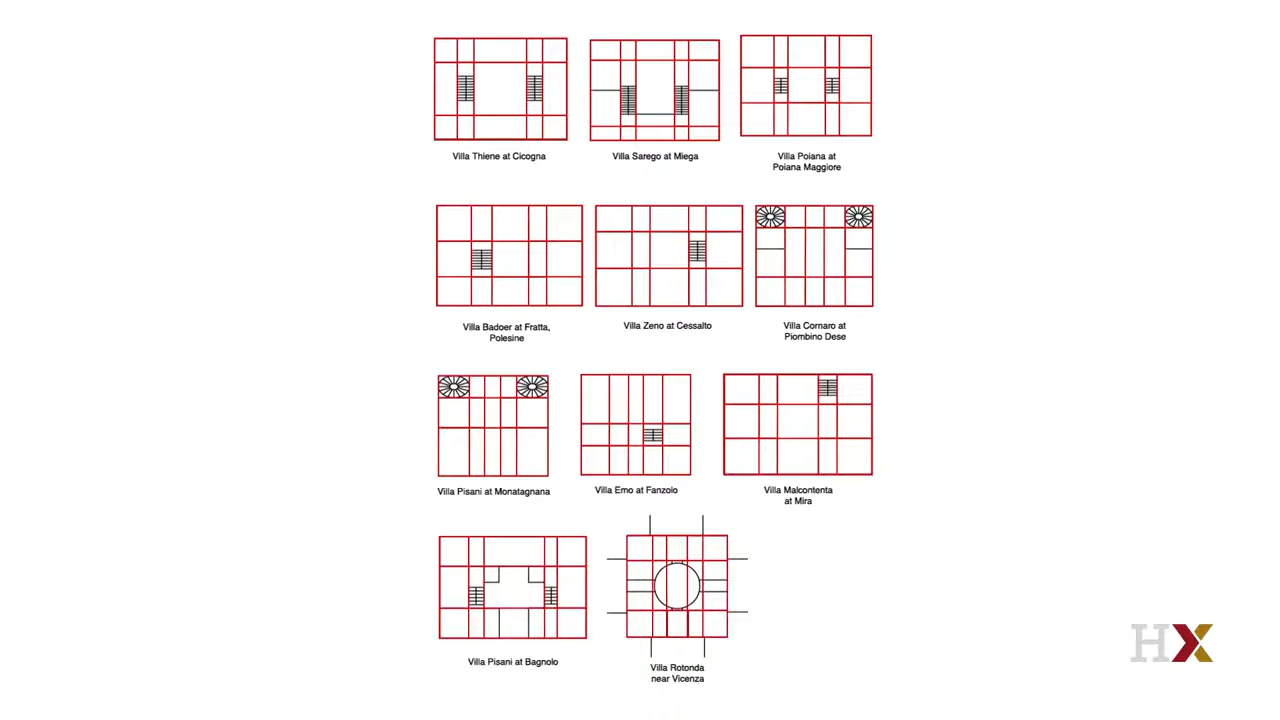 Villa Thiene at Cicogna
Villa Sarego at Miega
Villa Poiana at
Poiana Maggiore
Villa Badoer at Fratta,
Polesine
Villa Zeno at Cessalto
Villa Cornaro at
Piombino Dese
Villa Pisani at Monatagnana
Villa Emo at Fanzolo
Villa Malcontenta
at Mira
Villa Pisani at Bagnolo
Villa Rotonda
near Vicenza
HX